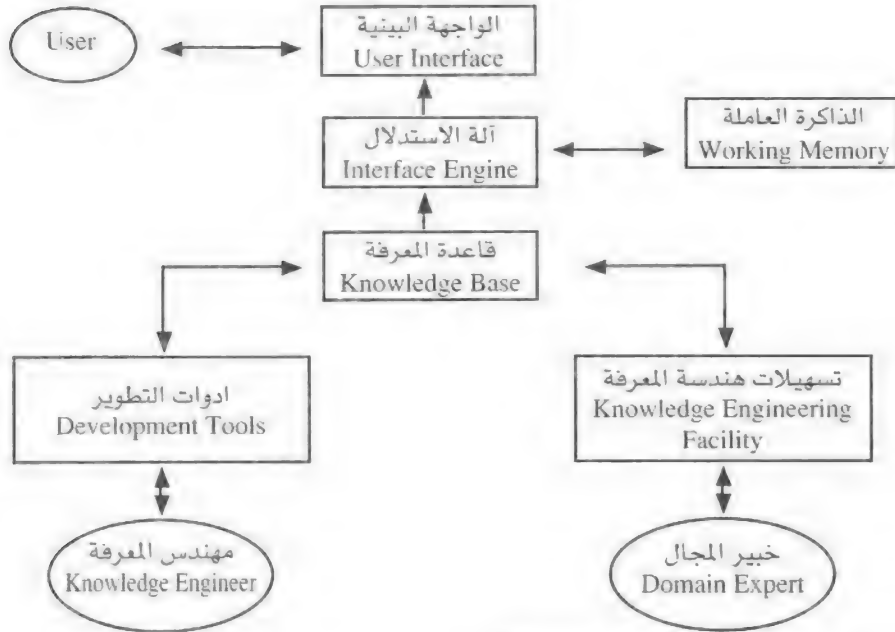 User
الواجهة البينية
User Interface
آلة الاستدلال
Interface Engine
الذاكرة العاملة
Working Memory
قاعدة المعرفة
Knowledge Base
ادوات التطوير
Development Tools
تسهيلات هندسة المعرفة
Knowledge Engineering
Facility
مهندس المعرفة
Knowledge Engineer
خبير المجال
Domain Expert